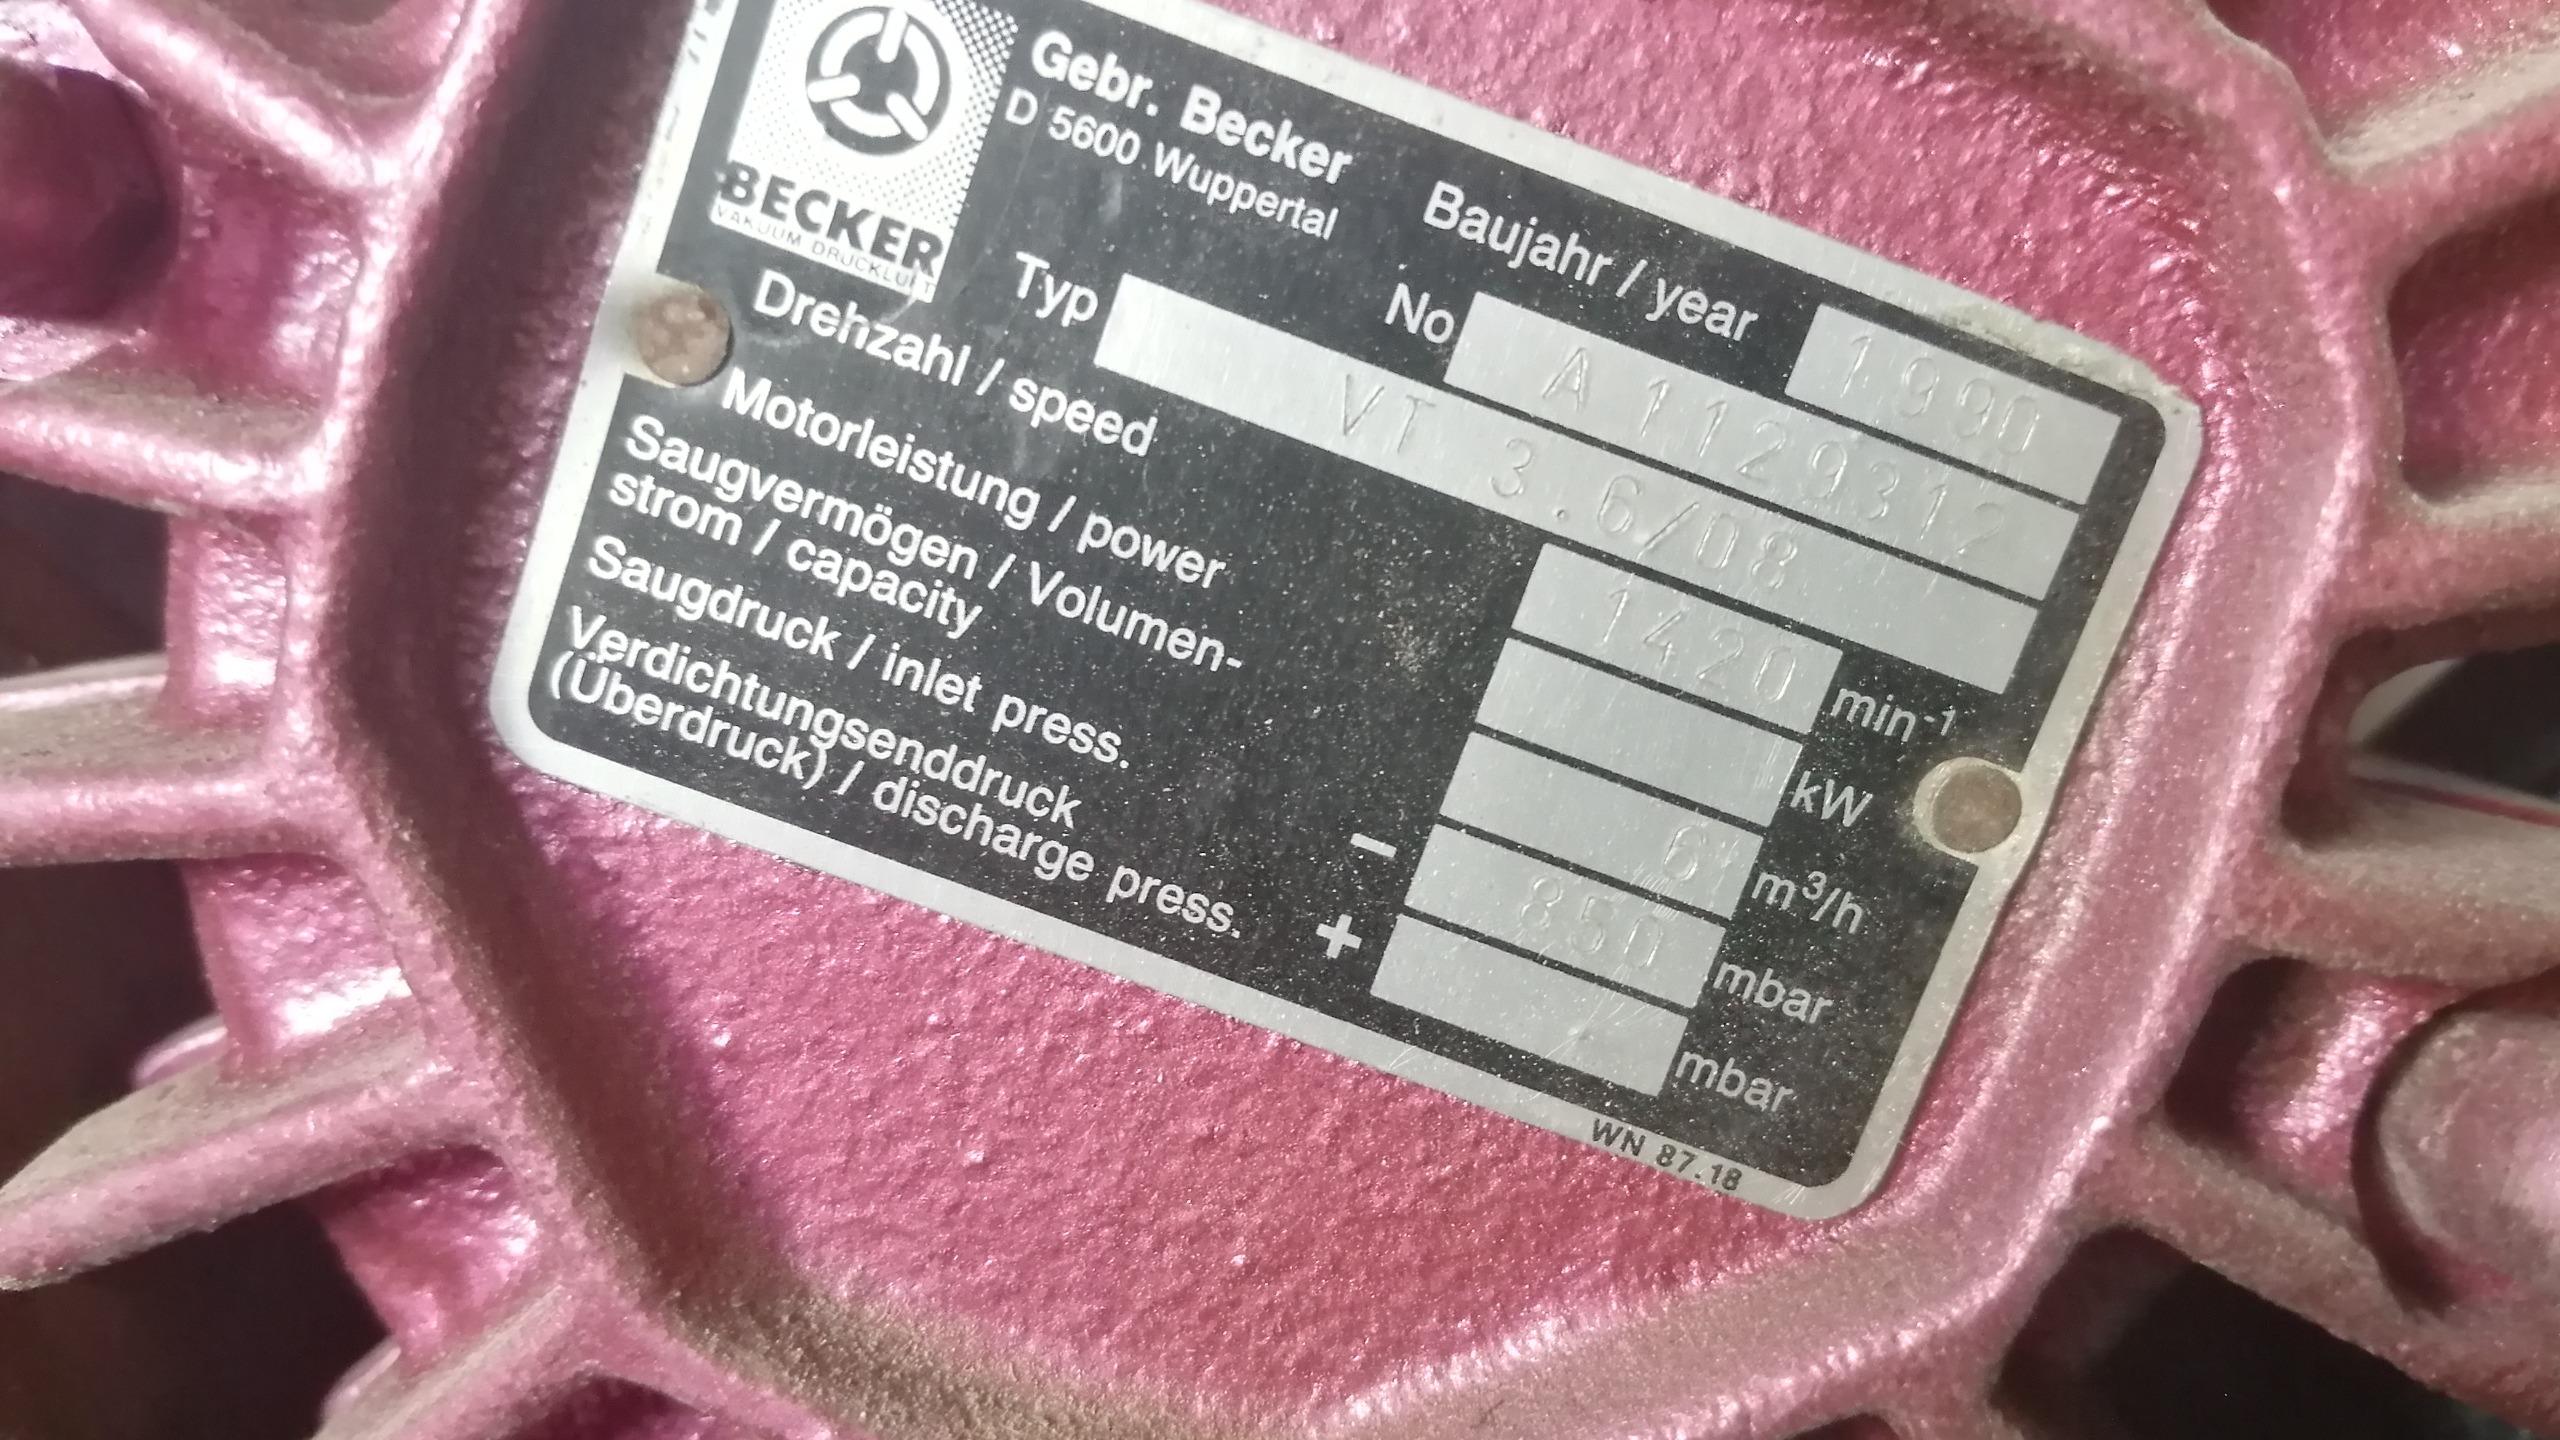 BECKER
VAKUUM DRUCKLUFT
Gebr. Becker
D 5600 Wuppertal
Baujahr / year 1990
No A 1129312
Typ VT 3.6/08
Drehzahl / speed 1420 min-1
Motorleistung / power kW
Saugvermögen / Volumen-
strom / capacity 6 m³/h
Saugdruck / inlet press. - 850 mbar
Verdichtungsenddruck
(Überdruck) / discharge press. + mbar
WN 87.18